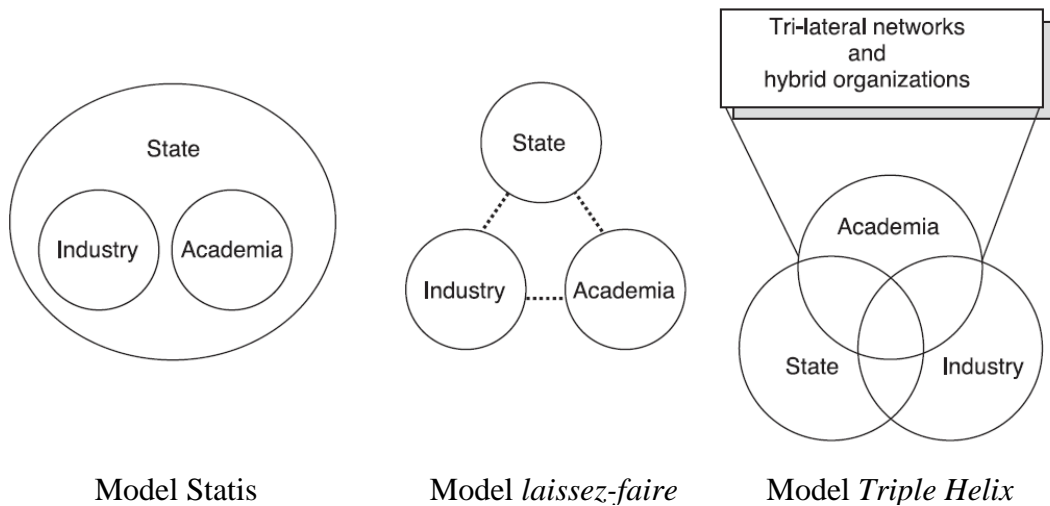 State
Industry
Academia
State
Industry
Academia
Tri-lateral networks
and
hybrid organizations
Academia
State
Industry
Model Statis
Model laissez-faire
Model Triple Helix